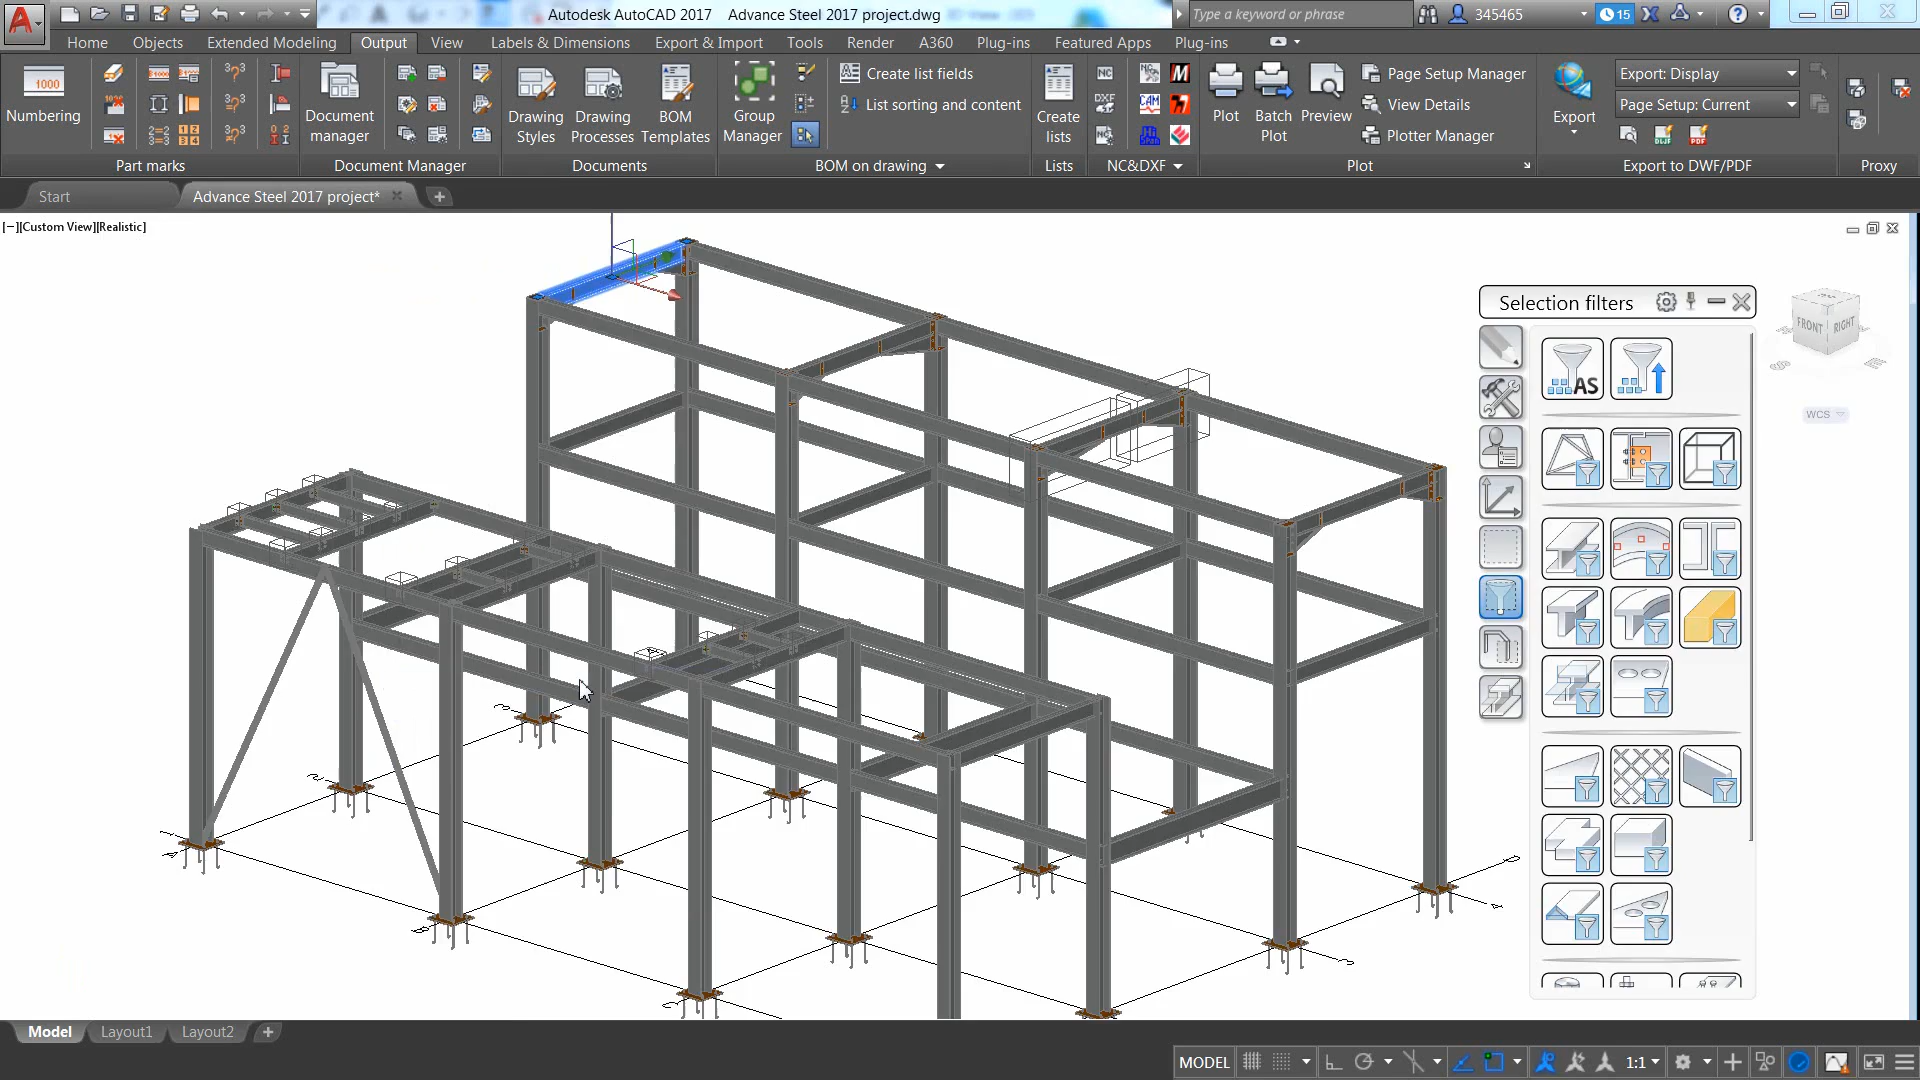 Autodesk AutoCAD 2017 Advance Steel 2017 project.dwg
Type a keyword or phrase
345465
15
Home Objects Extended Modeling Output View Labels & Dimensions Export & Import Tools Render A360 Plug-ins Featured Apps Plug-ins
Numbering
Document manager
Drawing Styles
Drawing Processes
BOM Templates
Group Manager
Create list fields
List sorting and content
Create lists
NC
DXF
CAM
Plot
Batch Plot
Preview
Page Setup Manager
View Details
Plotter Manager
Export
Export: Display
Page Setup: Current
Part marks
Document Manager
Documents
BOM on drawing
Lists
NC&DXF
Plot
Export to DWF/PDF
Proxy
Start
Advance Steel 2017 project*
[−][Custom View][Realistic]
Selection filters
AS
FRONT
RIGHT
WCS
Model Layout1 Layout2
MODEL
1:1